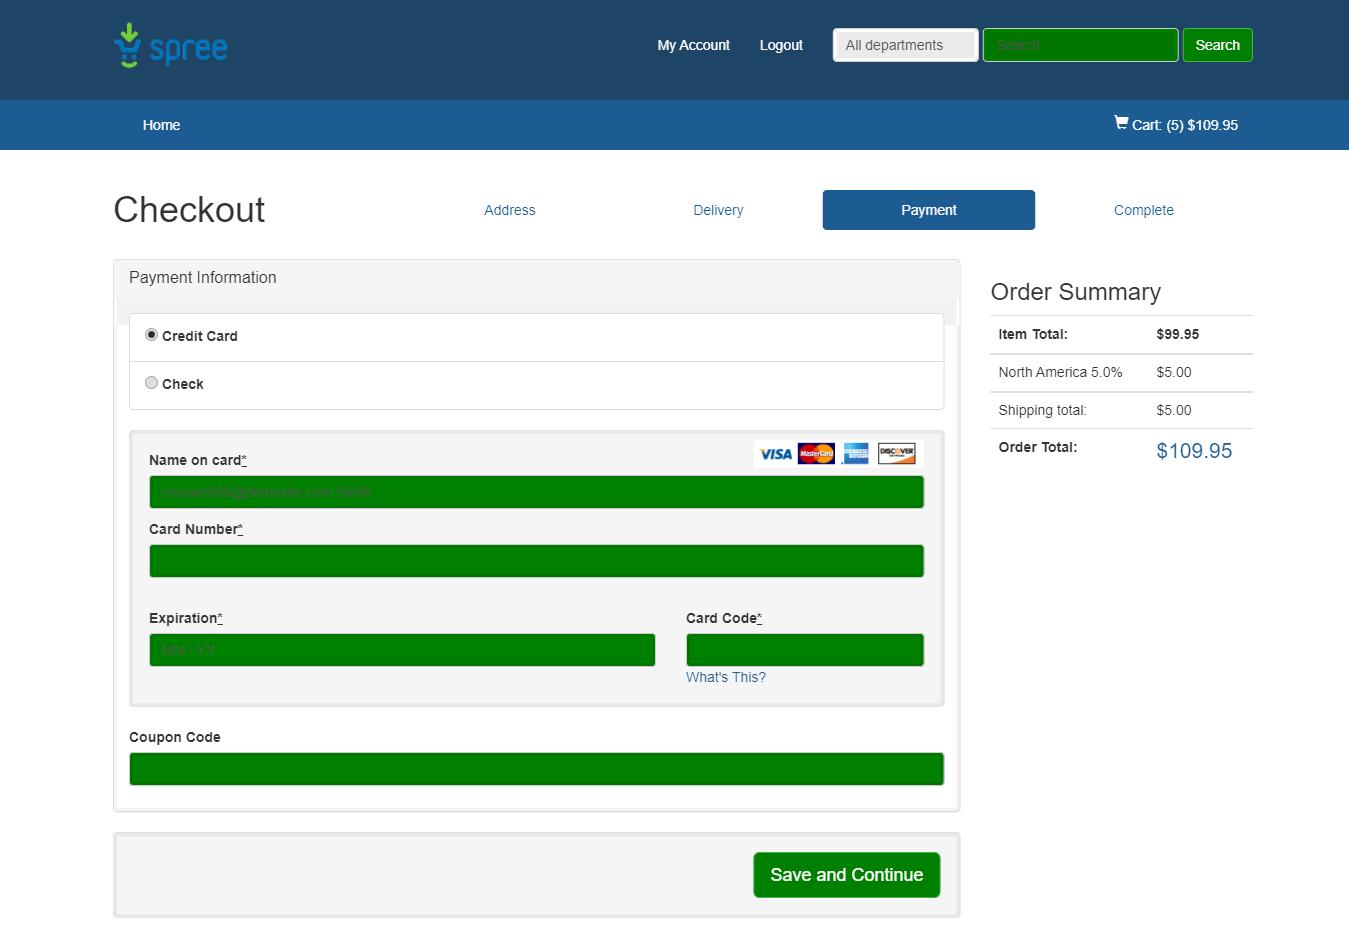 spree
My Account Logout All departments Search Search
Home Cart: (5) $109.95
Checkout Address Delivery Payment Complete
Payment Information
Credit Card
Check
Name on card* VISA MasterCard DISCOVER
myuser868@demosite.com Smith
Card Number*
Expiration* Card Code*
MM / YY
What's This?
Coupon Code
Save and Continue
Order Summary
Item Total: $99.95
North America 5.0% $5.00
Shipping total: $5.00
Order Total: $109.95